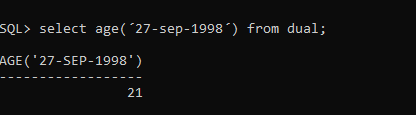 SQL> select age(´27-sep-1998´) from dual;
AGE('27-SEP-1998')
------------------
21